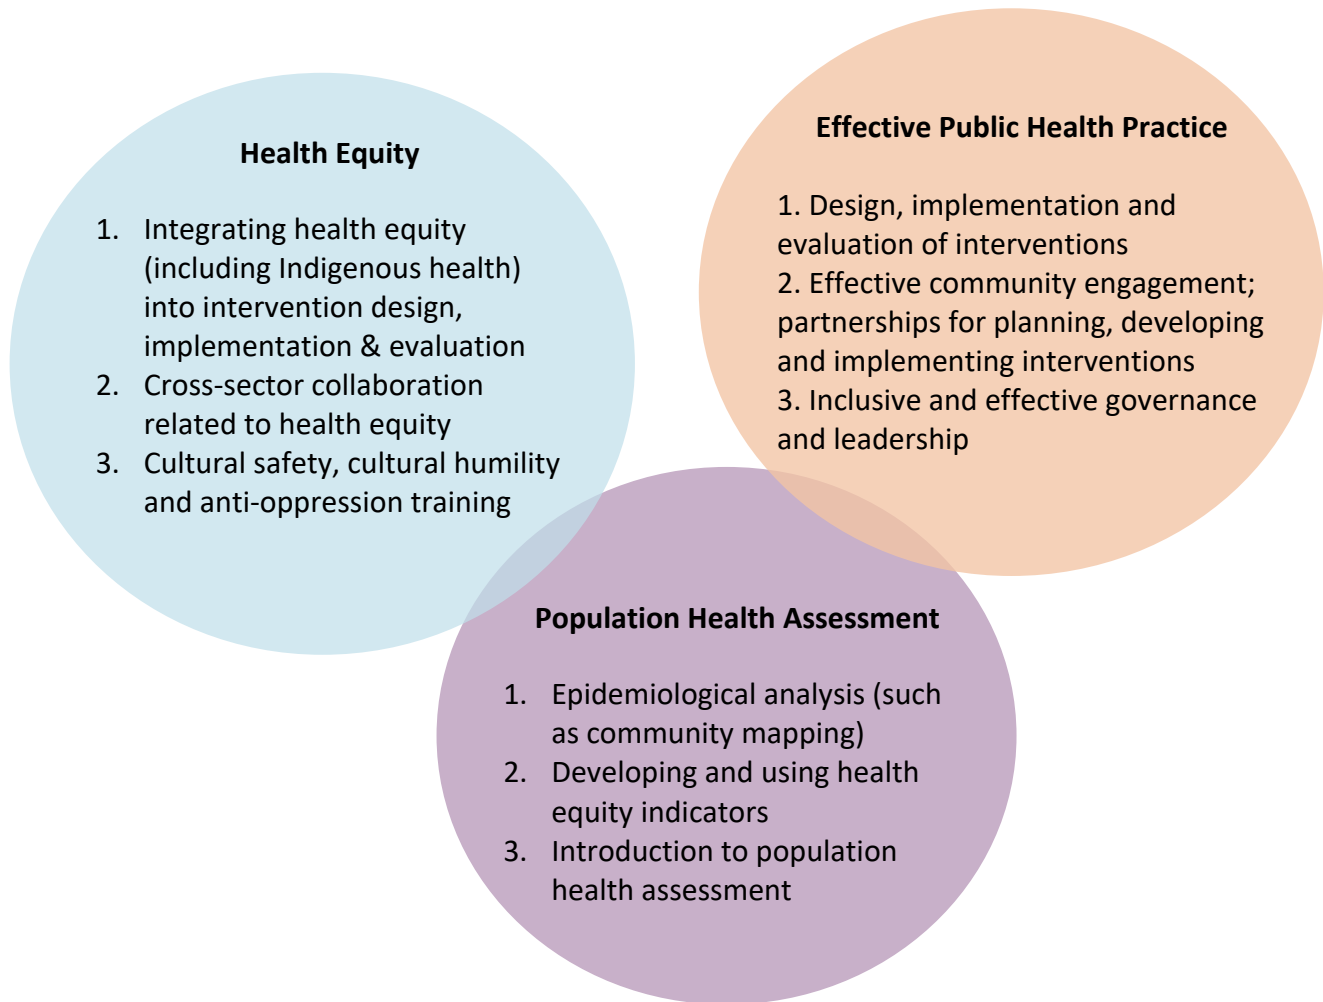 Health Equity
1. Integrating health equity
(including Indigenous health)
into intervention design,
implementation & evaluation
2. Cross-sector collaboration
related to health equity
3. Cultural safety, cultural humility
and anti-oppression training
Effective Public Health Practice
1. Design, implementation and
evaluation of interventions
2. Effective community engagement;
partnerships for planning, developing
and implementing interventions
3. Inclusive and effective governance
and leadership
Population Health Assessment
1. Epidemiological analysis (such
as community mapping)
2. Developing and using health
equity indicators
3. Introduction to population
health assessment